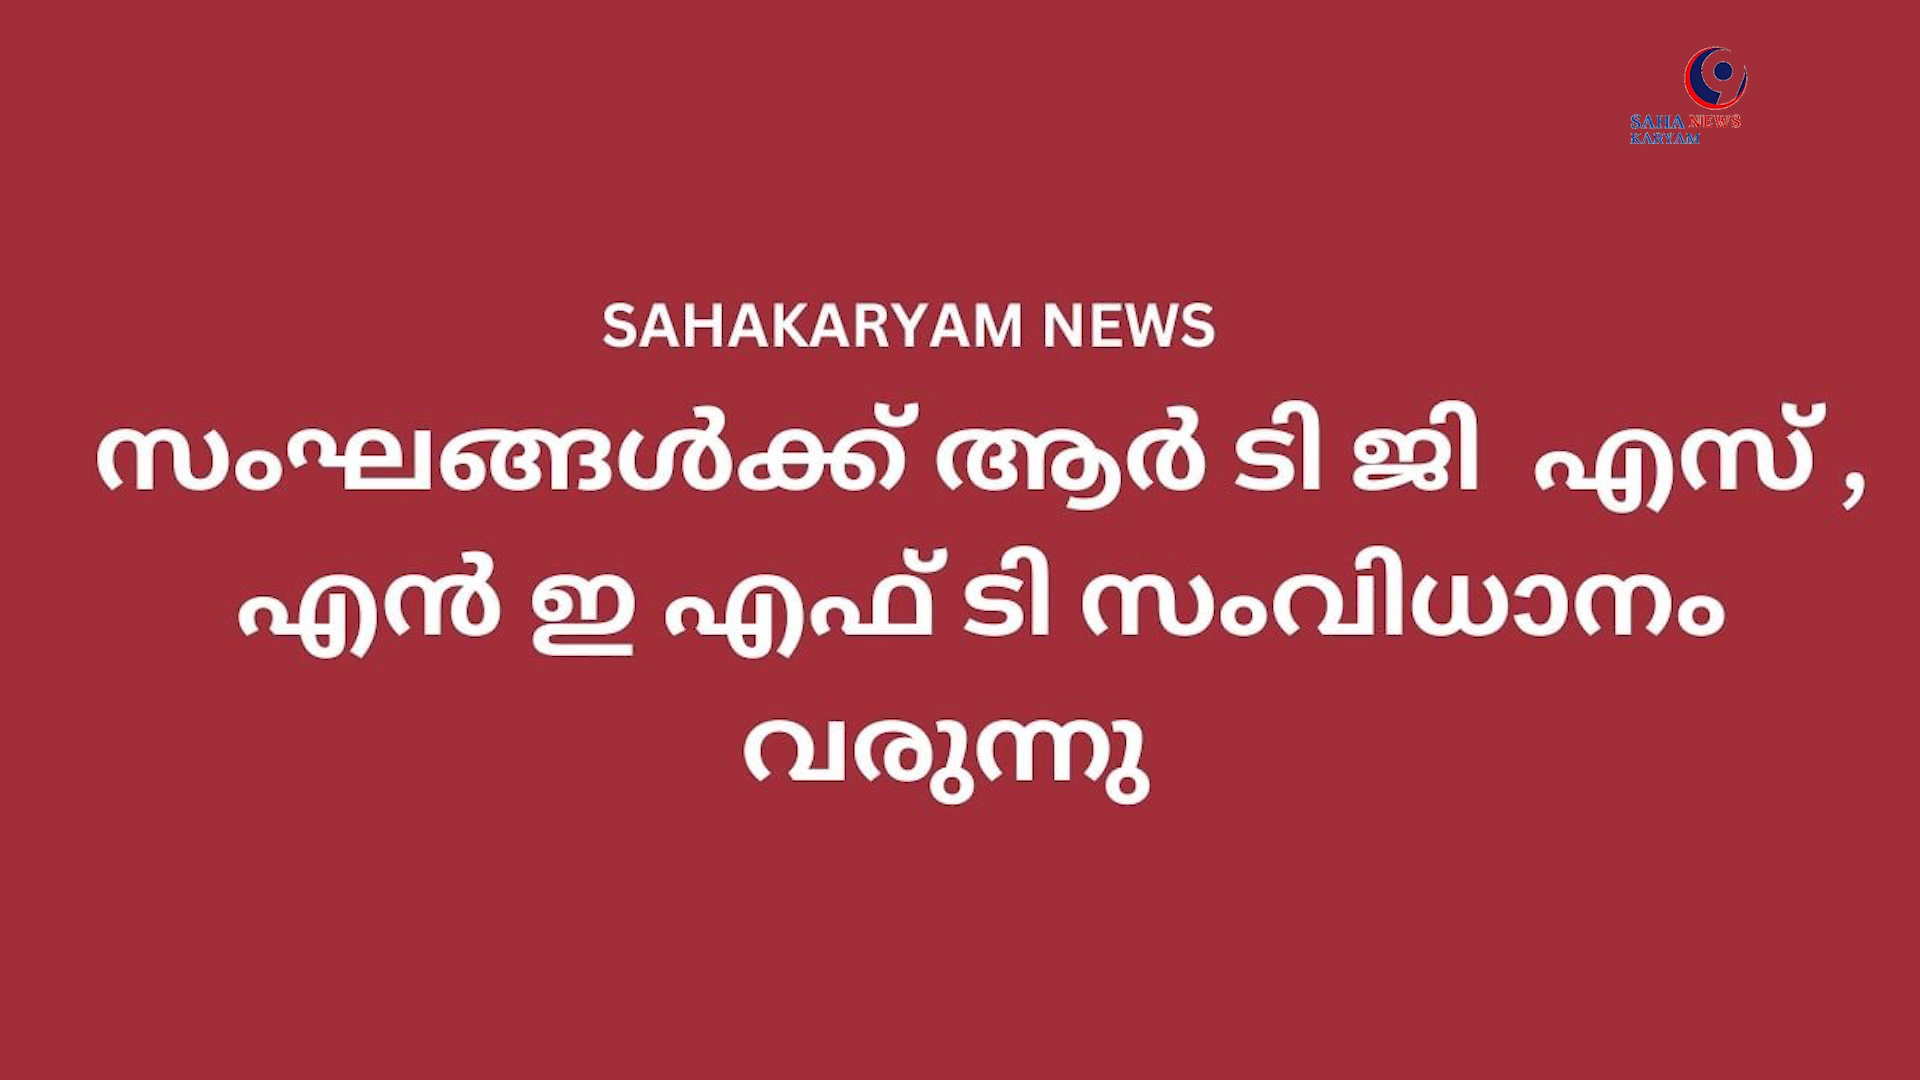 SAHA NEWS
KARYAM
SAHAKARYAM NEWS
സംഘങ്ങൾക്ക് ആർ ടി ജി എസ് ,
എൻ ഇ എഫ് ടി സംവിധാനം
വരുന്നു